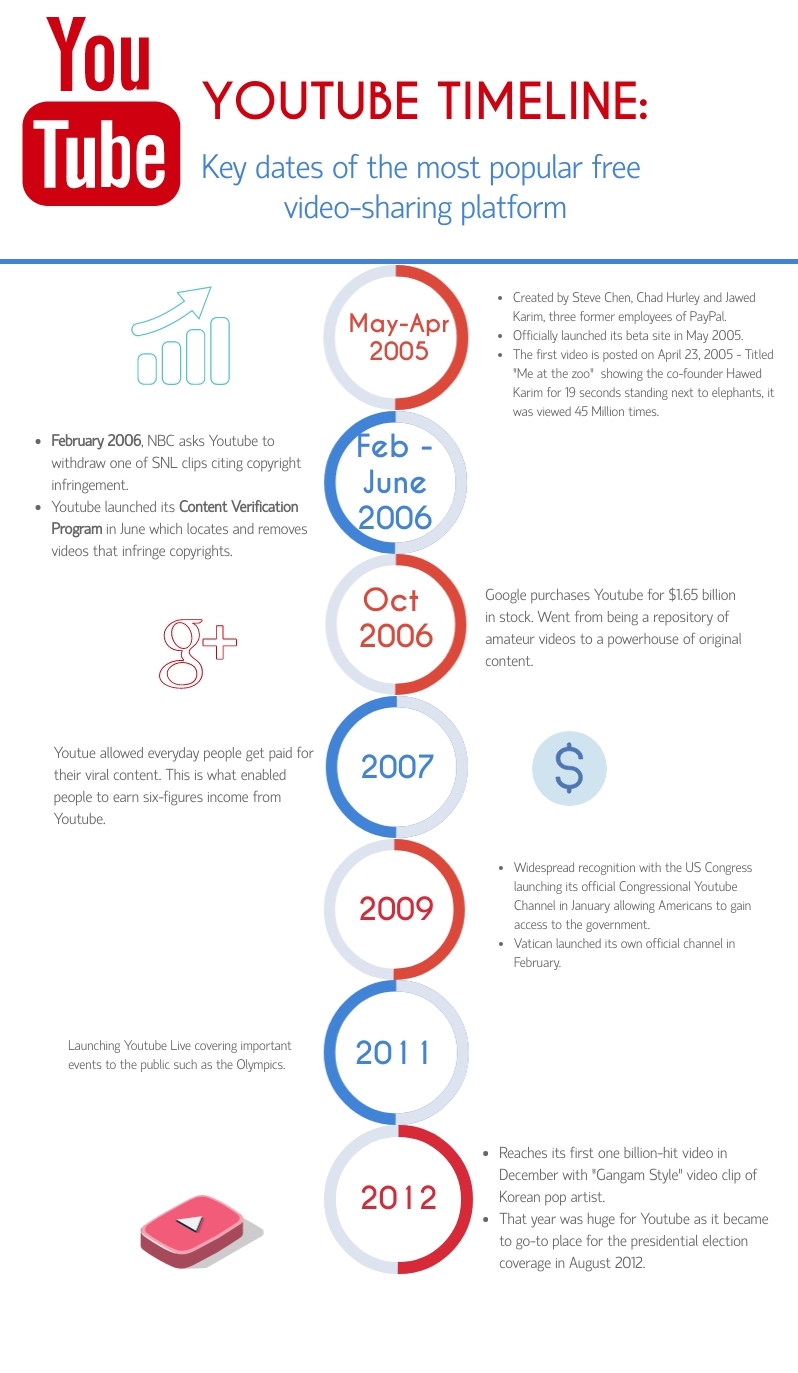 You
Tube
YOUTUBE TIMELINE:
Key dates of the most popular free
video-sharing platform
May-Apr
2005
• Created by Steve Chen, Chad Hurley and Jawed
Karim, three former employees of PayPal.
• Officially launched its beta site in May 2005.
• The first video is posted on April 23, 2005 - Titled
"Me at the zoo" showing the co-founder Hawed
Karim for 19 seconds standing next to elephants, it
was viewed 45 Million times.
Feb -
June
2006
• February 2006, NBC asks Youtube to
withdraw one of SNL clips citing copyright
infringement.
• Youtube launched its Content Verification
Program in June which locates and removes
videos that infringe copyrights.
Oct
2006
Google purchases Youtube for $1.65 billion
in stock. Went from being a repository of
amateur videos to a powerhouse of original
content.
g+
2007
Youtue allowed everyday people get paid for
their viral content. This is what enabled
people to earn six-figures income from
Youtube.
$
2009
• Widespread recognition with the US Congress
launching its official Congressional Youtube
Channel in January allowing Americans to gain
access to the government.
• Vatican launched its own official channel in
February.
2011
Launching Youtube Live covering important
events to the public such as the Olympics.
2012
• Reaches its first one billion-hit video in
December with "Gangam Style" video clip of
Korean pop artist.
• That year was huge for Youtube as it became
to go-to place for the presidential election
coverage in August 2012.